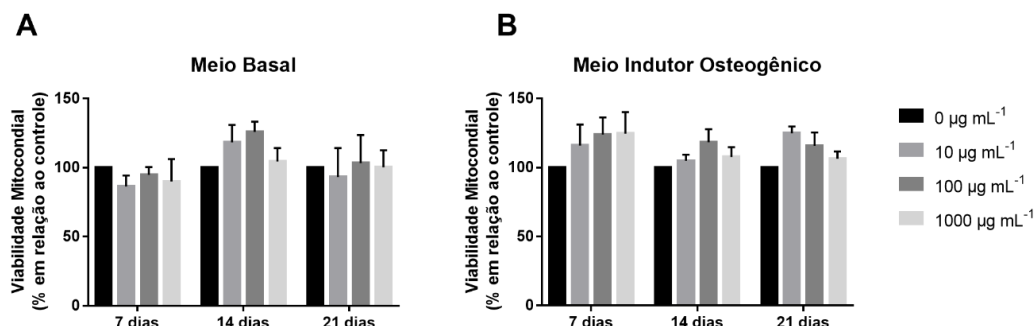 A
Meio Basal
Viabilidade Mitocondial
(% em relação ao controle)
150
100
50
0
7 dias
14 dias
21 dias
B
Meio Indutor Osteogênico
Viabilidade Mitocondial
(% em relação ao controle)
150
100
50
0
7 dias
14 dias
21 dias
0 µg mL⁻¹
10 µg mL⁻¹
100 µg mL⁻¹
1000 µg mL⁻¹